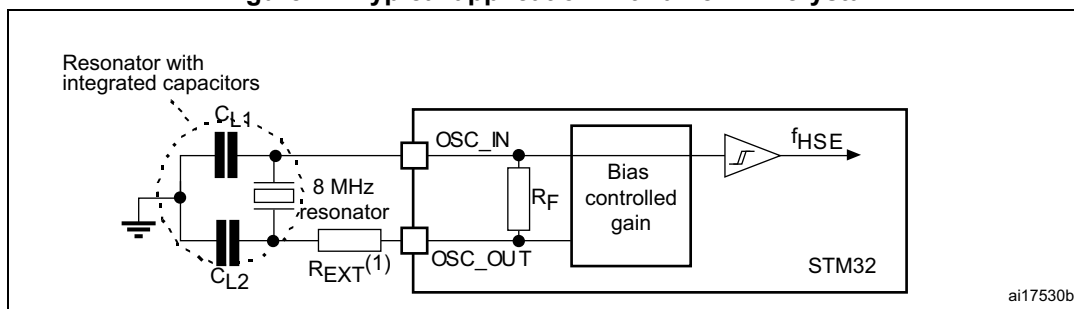 Resonator with
integrated capacitors
CL1
OSC_IN
fHSE
8 MHz
resonator
RF
Bias
controlled
gain
REXT(1)
OSC_OUT
STM32
CL2
ai17530b